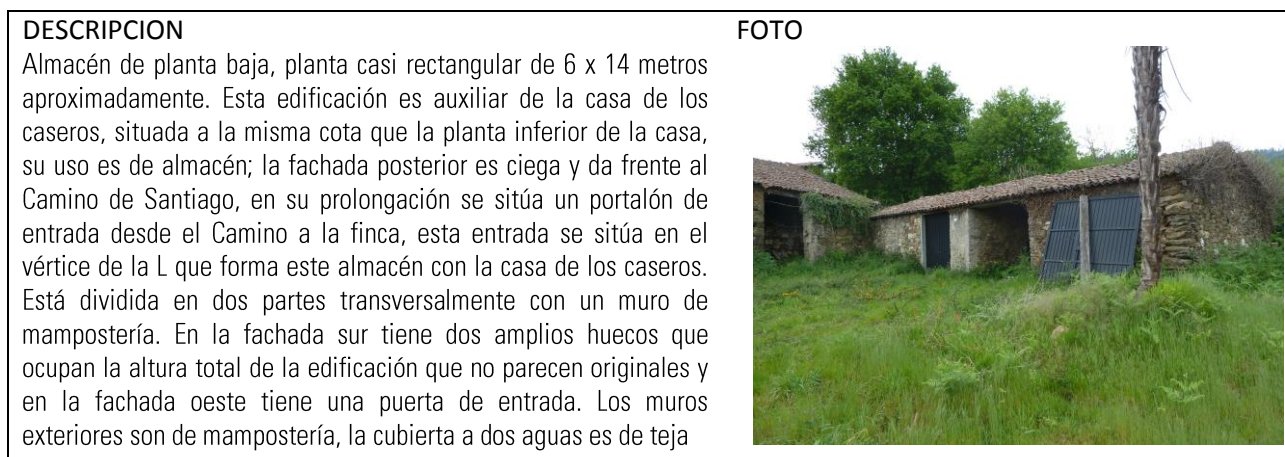 DESCRIPCION
Almacén de planta baja, planta casi rectangular de 6 x 14 metros
aproximadamente. Esta edificación es auxiliar de la casa de los
caseros, situada a la misma cota que la planta inferior de la casa,
su uso es de almacén; la fachada posterior es ciega y da frente al
Camino de Santiago, en su prolongación se sitúa un portalón de
entrada desde el Camino a la finca, esta entrada se sitúa en el
vértice de la L que forma este almacén con la casa de los caseros.
Está dividida en dos partes transversalmente con un muro de
mampostería. En la fachada sur tiene dos amplios huecos que
ocupan la altura total de la edificación que no parecen originales y
en la fachada oeste tiene una puerta de entrada. Los muros
exteriores son de mampostería, la cubierta a dos aguas es de teja
FOTO